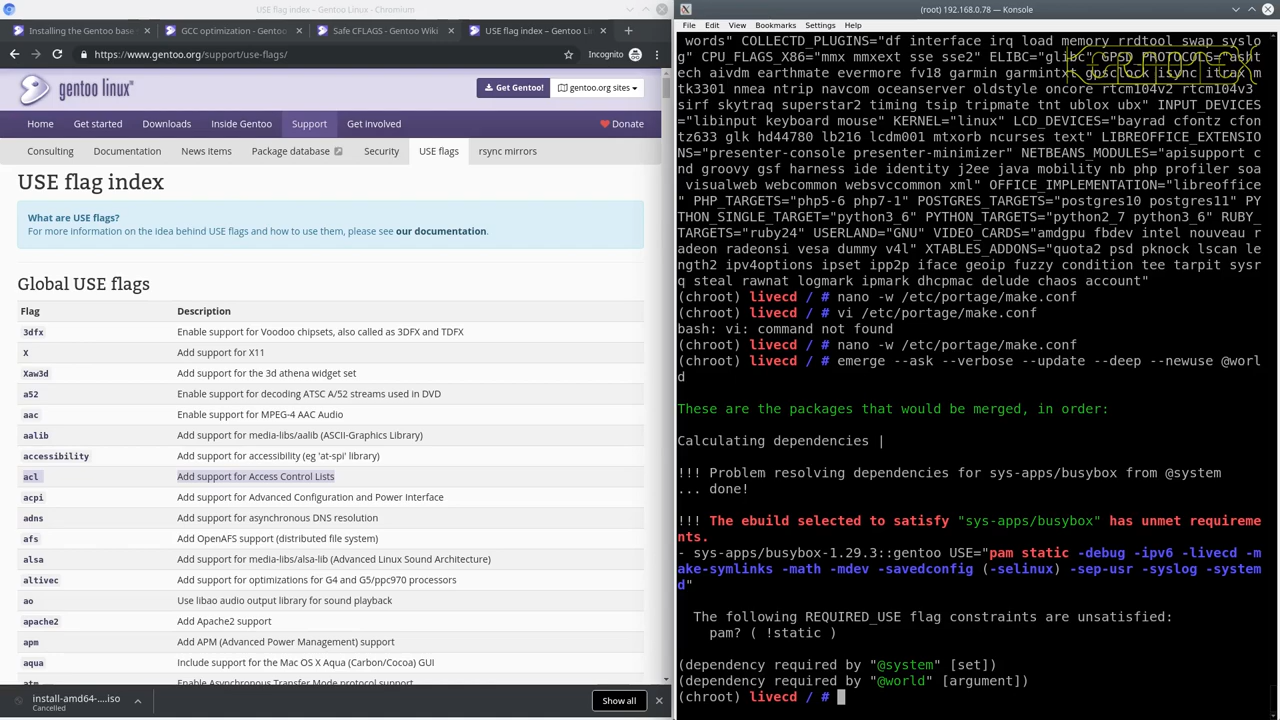 USE flag index – Gentoo Linux - Chromium
Installing the Gentoo base
GCC optimization - Gentoo
Safe CFLAGS - Gentoo Wiki
USE flag index – Gentoo Lin
https://www.gentoo.org/support/use-flags/
Incognito
gentoo linux
Get Gentoo!
gentoo.org sites
Home
Get started
Downloads
Inside Gentoo
Support
Get involved
Donate
Consulting
Documentation
News items
Package database
Security
USE flags
rsync mirrors
USE flag index
What are USE flags?
For more information on the idea behind USE flags and how to use them, please see our documentation.
Global USE flags
Flag Description
3dfx Enable support for Voodoo chipsets, also called as 3DFX and TDFX
X Add support for X11
Xaw3d Add support for the 3d athena widget set
a52 Enable support for decoding ATSC A/52 streams used in DVD
aac Enable support for MPEG-4 AAC Audio
aalib Add support for media-libs/aalib (ASCII-Graphics Library)
accessibility Add support for accessibility (eg 'at-spi' library)
acl Add support for Access Control Lists
acpi Add support for Advanced Configuration and Power Interface
adns Add support for asynchronous DNS resolution
afs Add OpenAFS support (distributed file system)
alsa Add support for media-libs/alsa-lib (Advanced Linux Sound Architecture)
altivec Add support for optimizations for G4 and G5/ppc970 processors
ao Use libao audio output library for sound playback
apache2 Add Apache2 support
apm Add APM (Advanced Power Management) support
aqua Include support for the Mac OS X Aqua (Carbon/Cocoa) GUI
install-amd64-....iso
Cancelled
Show all
(root) 192.168.0.78 — Konsole
File Edit View Bookmarks Settings Help
words" COLLECTD_PLUGINS="df interface irq load memory rrdtool swap syslo
g" CPU_FLAGS_X86="mmx mmxext sse sse2" ELIBC="glibc" GPSD_PROTOCOLS="asht
ech aivdm earthmate evermore fv18 garmin garmintxt gpsclock isync itrax m
tk3301 nmea ntrip navcom oceanserver oldstyle oncore rtcm104v2 rtcm104v3
sirf skytraq superstar2 timing tsip tripmate tnt ublox ubx" INPUT_DEVICES
="libinput keyboard mouse" KERNEL="linux" LCD_DEVICES="bayrad cfontz cfon
tz633 glk hd44780 lb216 lcdm001 mtxorb ncurses text" LIBREOFFICE_EXTENSIO
NS="presenter-console presenter-minimizer" NETBEANS_MODULES="apisupport c
nd groovy gsf harness ide identity j2ee java mobility nb php profiler soa
visualweb webcommon websvccommon xml" OFFICE_IMPLEMENTATION="libreoffice
" PHP_TARGETS="php5-6 php7-1" POSTGRES_TARGETS="postgres10 postgres11" PY
THON_SINGLE_TARGET="python3_6" PYTHON_TARGETS="python2_7 python3_6" RUBY_
TARGETS="ruby24" USERLAND="GNU" VIDEO_CARDS="amdgpu fbdev intel nouveau r
adeon radeonsi vesa dummy v4l" XTABLES_ADDONS="quota2 psd pknock lscan le
ngth2 ipv4options ipset ipp2p iface geoip fuzzy condition tee tarpit sysr
q steal rawnat logmark ipmark dhcpmac delude chaos account"
(chroot) livecd / # nano -w /etc/portage/make.conf
(chroot) livecd / # vi /etc/portage/make.conf
bash: vi: command not found
(chroot) livecd / # nano -w /etc/portage/make.conf
(chroot) livecd / # emerge --ask --verbose --update --deep --newuse @worl
d
These are the packages that would be merged, in order:
Calculating dependencies |
!!! Problem resolving dependencies for sys-apps/busybox from @system
... done!
!!! The ebuild selected to satisfy "sys-apps/busybox" has unmet requireme
nts.
- sys-apps/busybox-1.29.3::gentoo USE="pam static -debug -ipv6 -livecd -m
ake-symlinks -math -mdev -savedconfig (-selinux) -sep-usr -syslog -system
d"
The following REQUIRED_USE flag constraints are unsatisfied:
pam? ( !static )
(dependency required by "@system" [set])
(dependency required by "@world" [argument])
(chroot) livecd / #